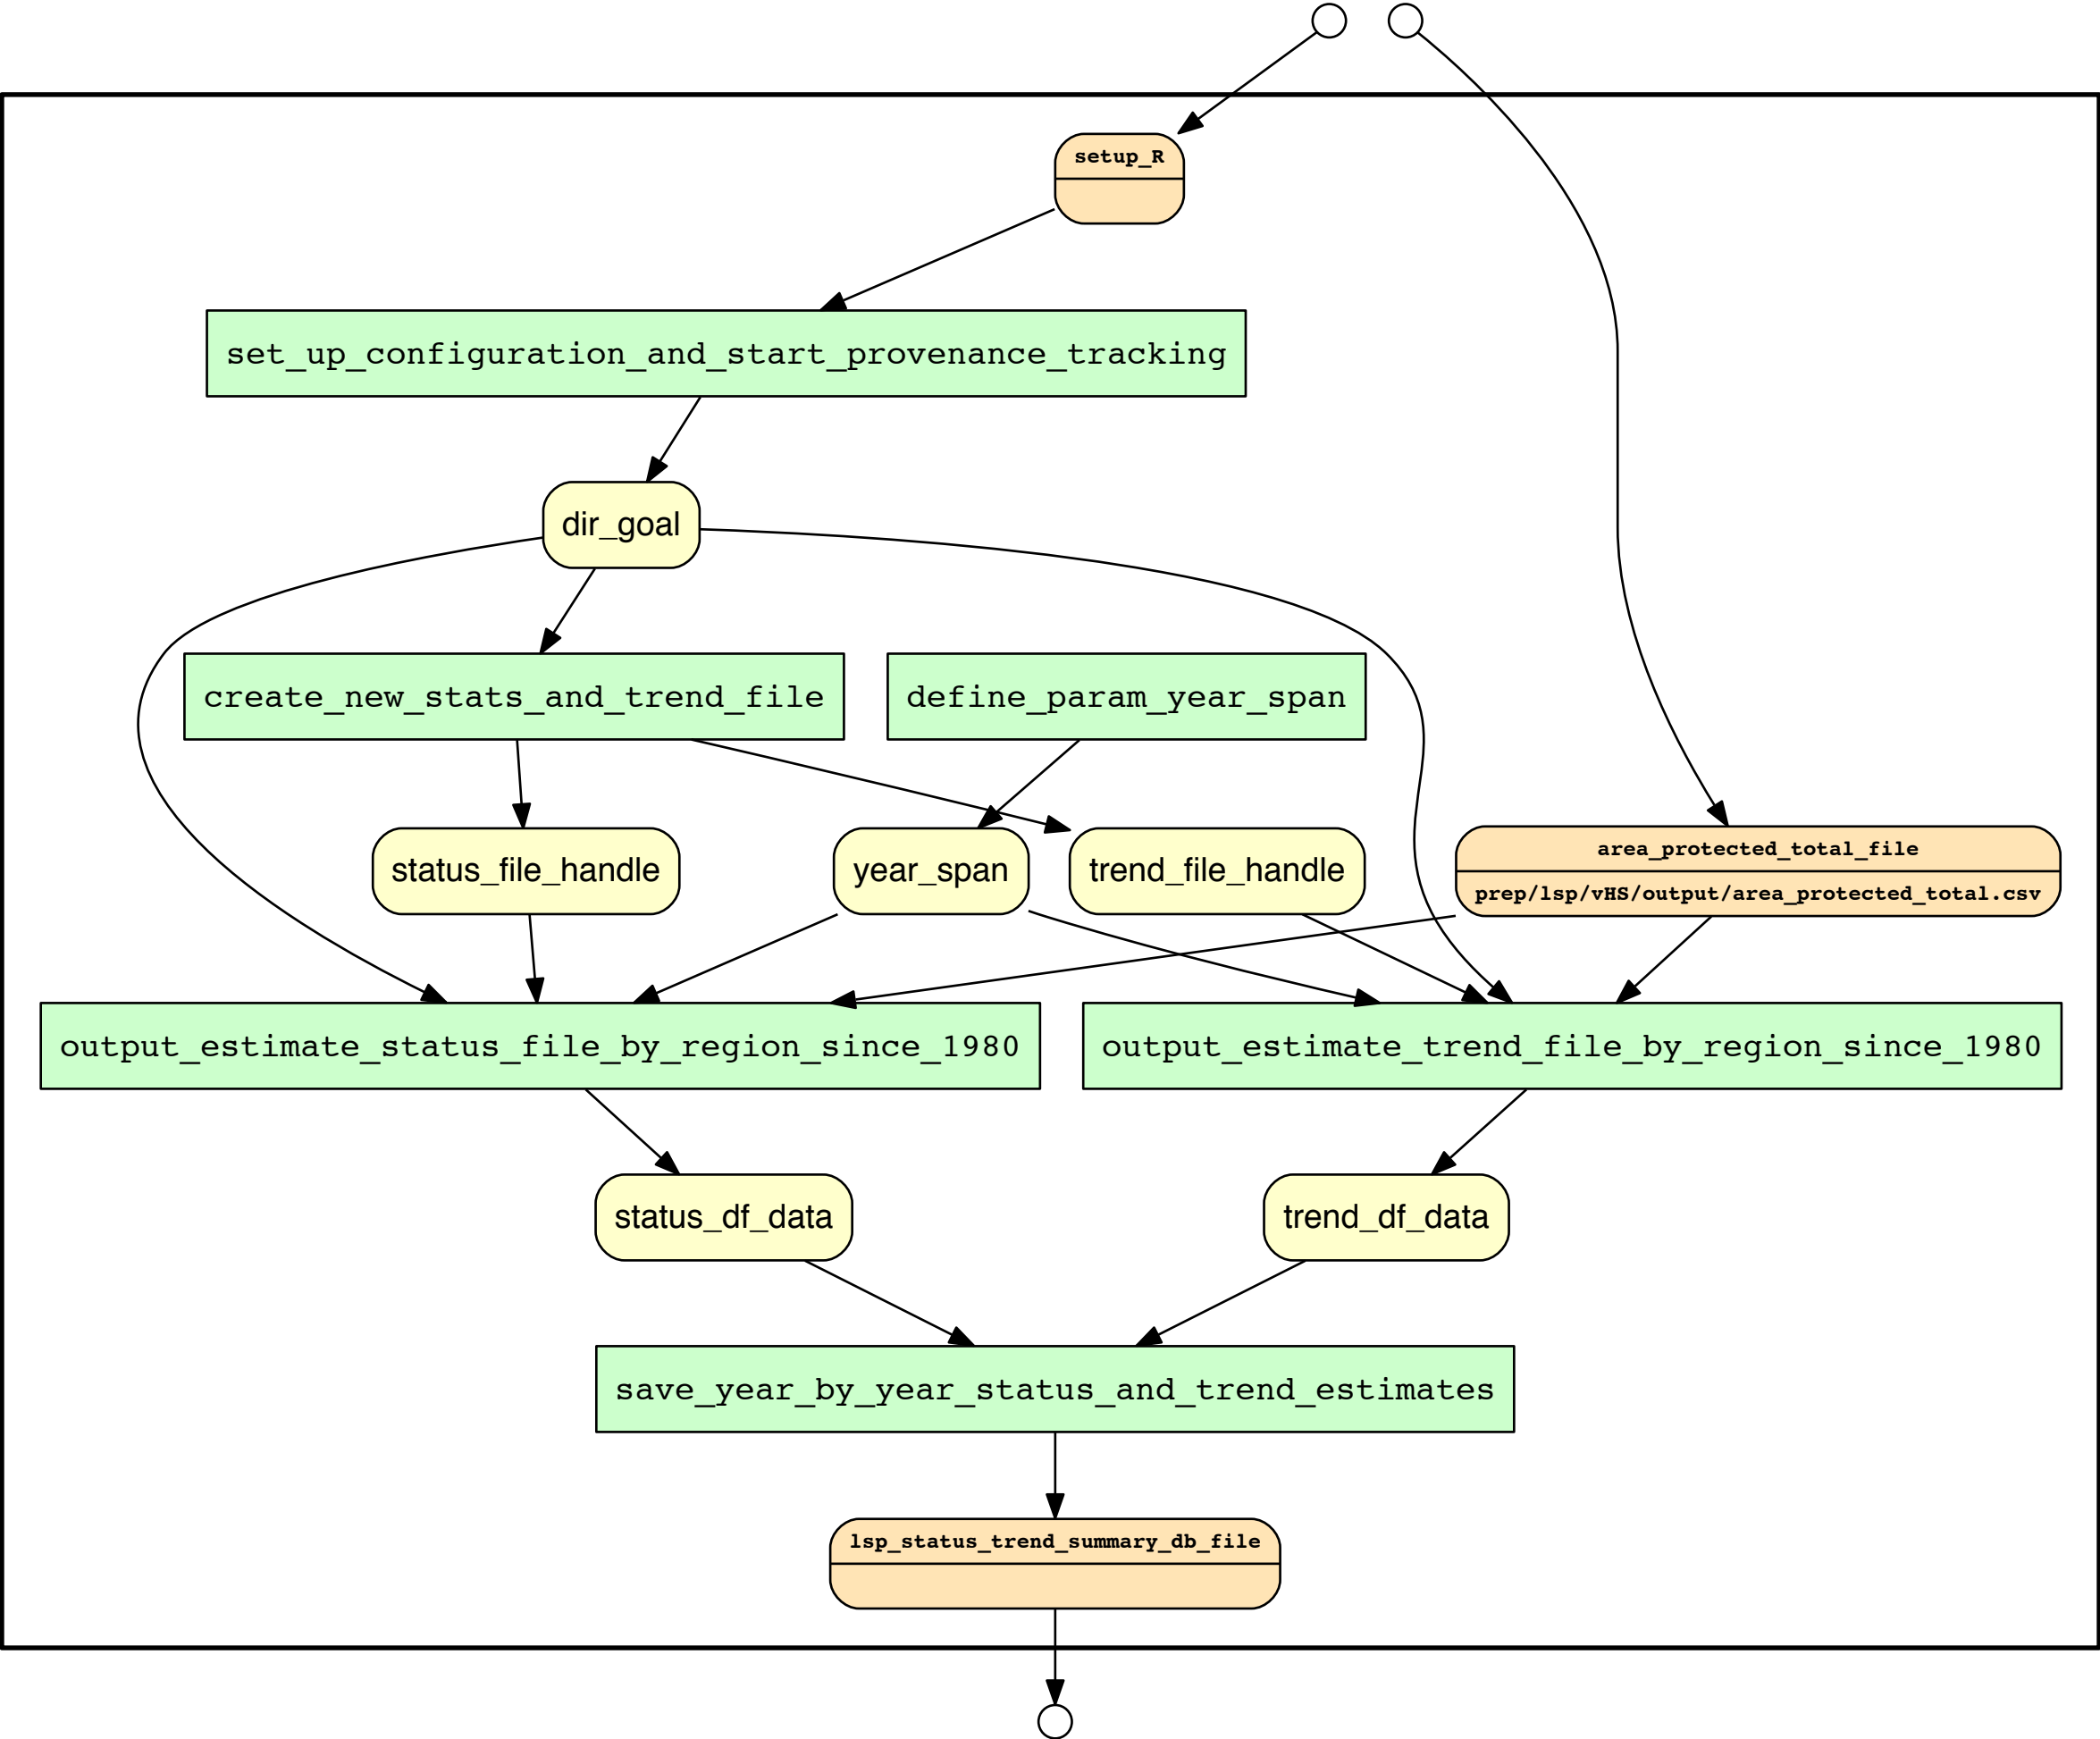 setup_R
set_up_configuration_and_start_provenance_tracking
dir_goal
create_new_stats_and_trend_file
define_param_year_span
status_file_handle
year_span
trend_file_handle
area_protected_total_file
prep/lsp/vHS/output/area_protected_total.csv
output_estimate_status_file_by_region_since_1980
output_estimate_trend_file_by_region_since_1980
status_df_data
trend_df_data
save_year_by_year_status_and_trend_estimates
lsp_status_trend_summary_db_file